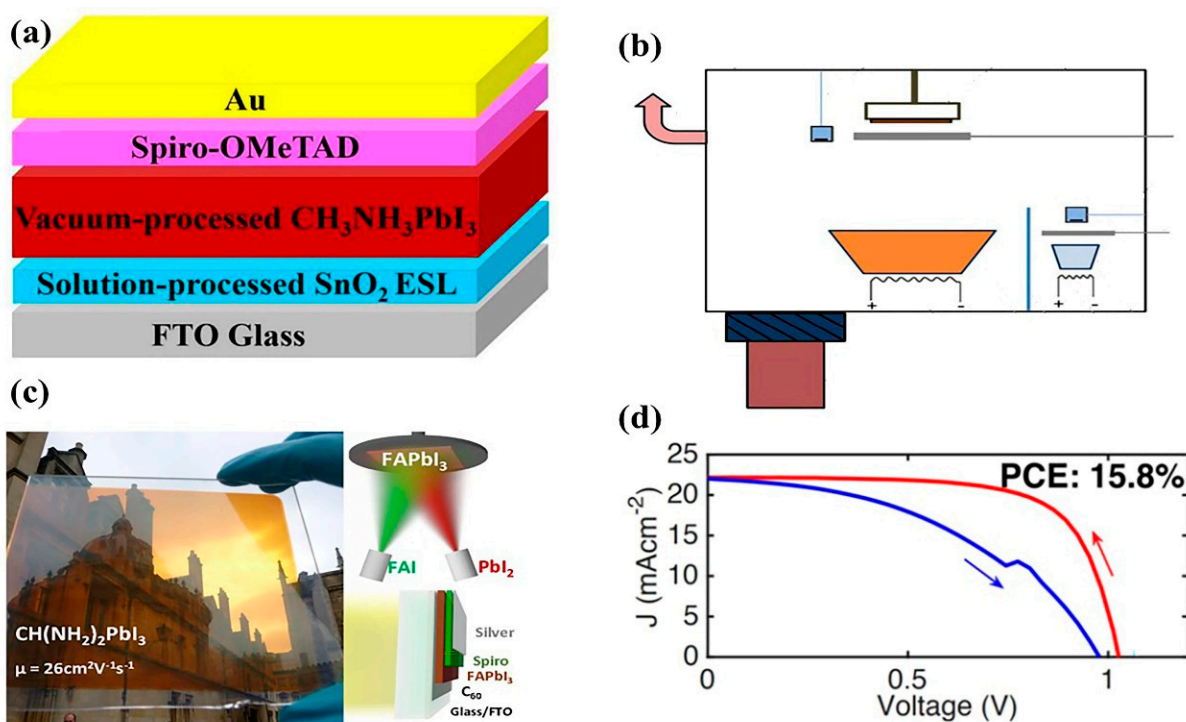 (a)
Au
Spiro-OMeTAD
Vacuum-processed CH₃NH₃PbI₃
Solution-processed SnO₂ ESL
FTO Glass
(b)
+ -
+ -
(c)
CH(NH₂)₂PbI₃
μ = 26cm²V⁻¹s⁻¹
FAPbI₃
FAI
PbI₂
Silver
Spiro
FAPbI₃
C₆₀
Glass/FTO
(d)
PCE: 15.8%
J (mAcm⁻²)
25
20
15
10
5
0
0 0.5 1
Voltage (V)